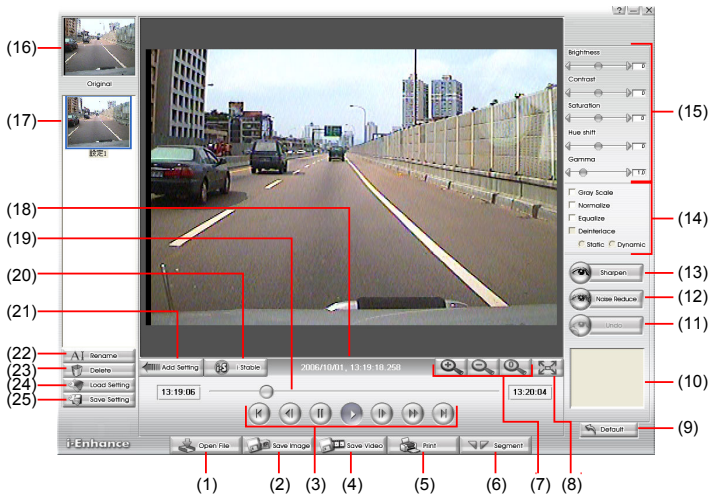 ? — X
(16)
Original
(17)
設定1
Brightness
0
Contrast
0
Saturation
0
Hue shift
0
Gamma
1.0
(15)
Gray Scale
Normalize
Equalize
Deinterlace
Static Dynamic
(14)
(18)
(19)
(20)
(21)
Sharpen
(13)
Noise Reduce
(12)
Undo
(11)
(22)
AI Rename
(23)
Delete
(24)
Load Setting
(25)
Save Setting
Add Setting
i-Stable
2006/10/01, 13:19:18.258
(10)
13:19:06
13:20:04
Default
(9)
i-Enhance
Open File
Save Image
Save Video
Print
Segment
(1)
(2)
(3)
(4)
(5)
(6)
(7)
(8)